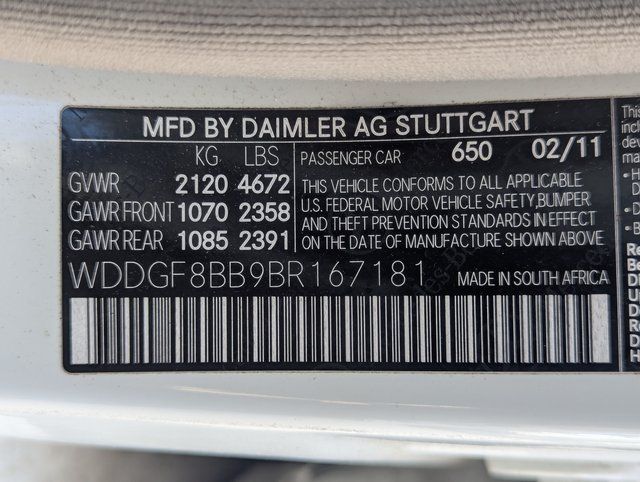 MFD BY DAIMLER AG STUTTGART
KG LBS PASSENGER CAR 650 02/11
GVWR 2120 4672
GAWR FRONT 1070 2358
GAWR REAR 1085 2391
THIS VEHICLE CONFORMS TO ALL APPLICABLE
U.S. FEDERAL MOTOR VEHICLE SAFETY, BUMPER
AND THEFT PREVENTION STANDARDS IN EFFECT
ON THE DATE OF MANUFACTURE SHOWN ABOVE.
WDDGF8BB9BR167181 MADE IN SOUTH AFRICA